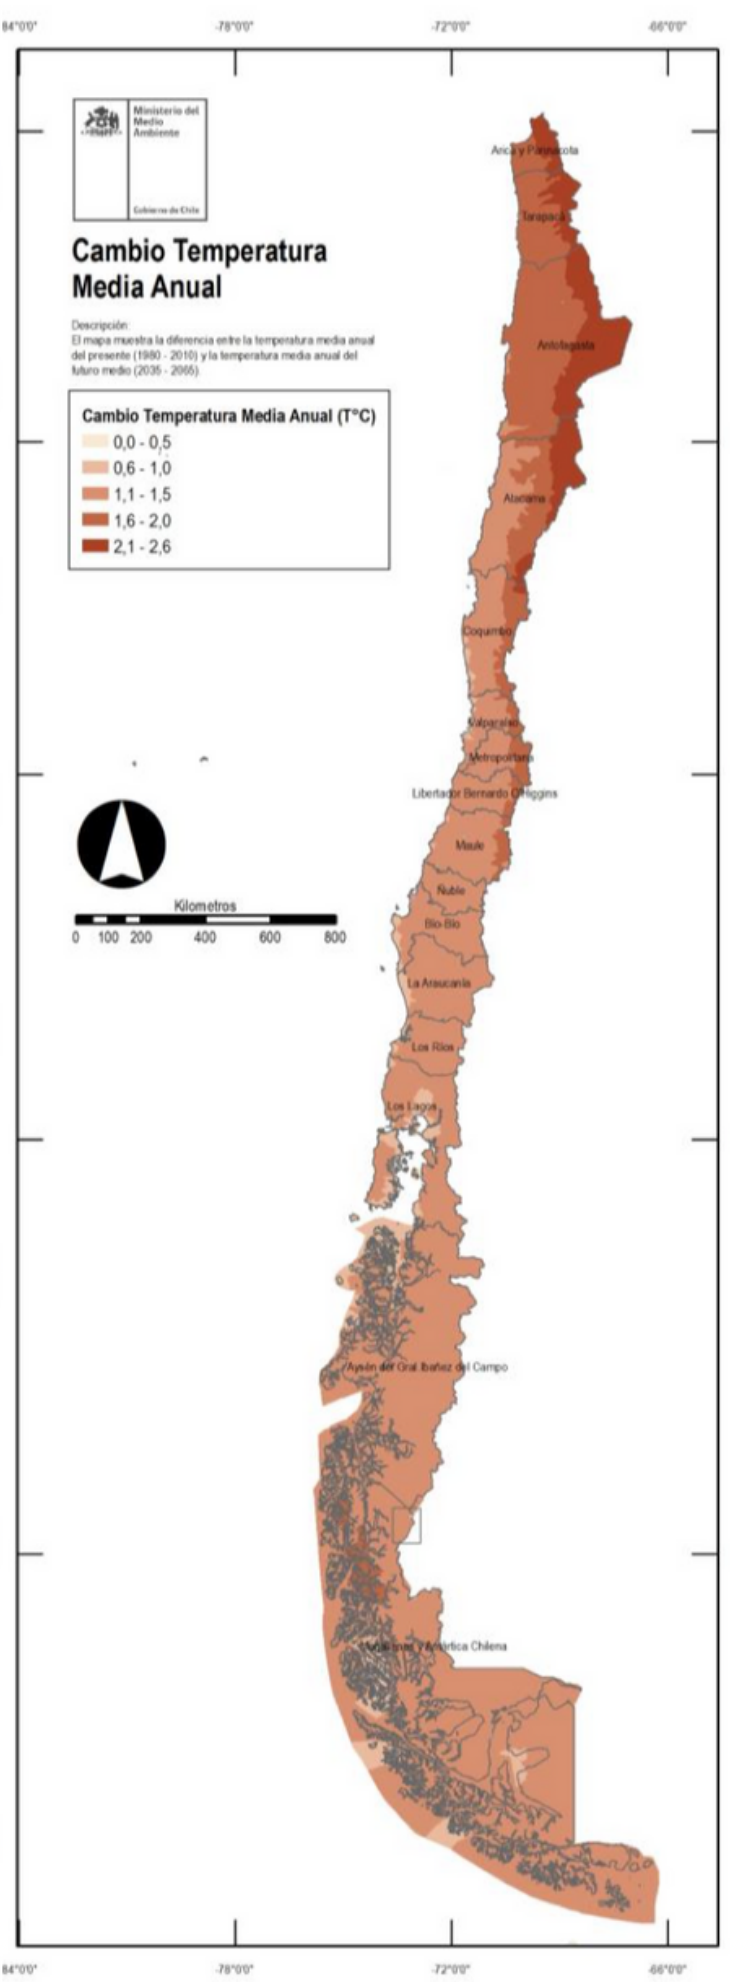 84°0'0"
-78°0'0"
-72°0'0"
-66°0'0"
Ministerio del
Medio
Ambiente
Gobierno de Chile
Cambio Temperatura
Media Anual
Descripción:
El mapa muestra la diferencia entre la temperatura media anual
del presente (1980 - 2010) y la temperatura media anual del
futuro medio (2035 - 2065).
Cambio Temperatura Media Anual (T°C)
0,0 - 0,5
0,6 - 1,0
1,1 - 1,5
1,6 - 2,0
2,1 - 2,6
Arica y Parinacota
Tarapacá
Antofagasta
Atacama
Coquimbo
Valparaíso
Metropolitana
Libertador Bernardo O'Higgins
Maule
Ñuble
Bío-Bío
La Araucanía
Los Ríos
Los Lagos
Aysén del Gral Ibañez del Campo
Magallanes y Antártica Chilena
Kilometros
0 100 200 400 600 800
84°0'0"
-78°0'0"
-72°0'0"
-66°0'0"